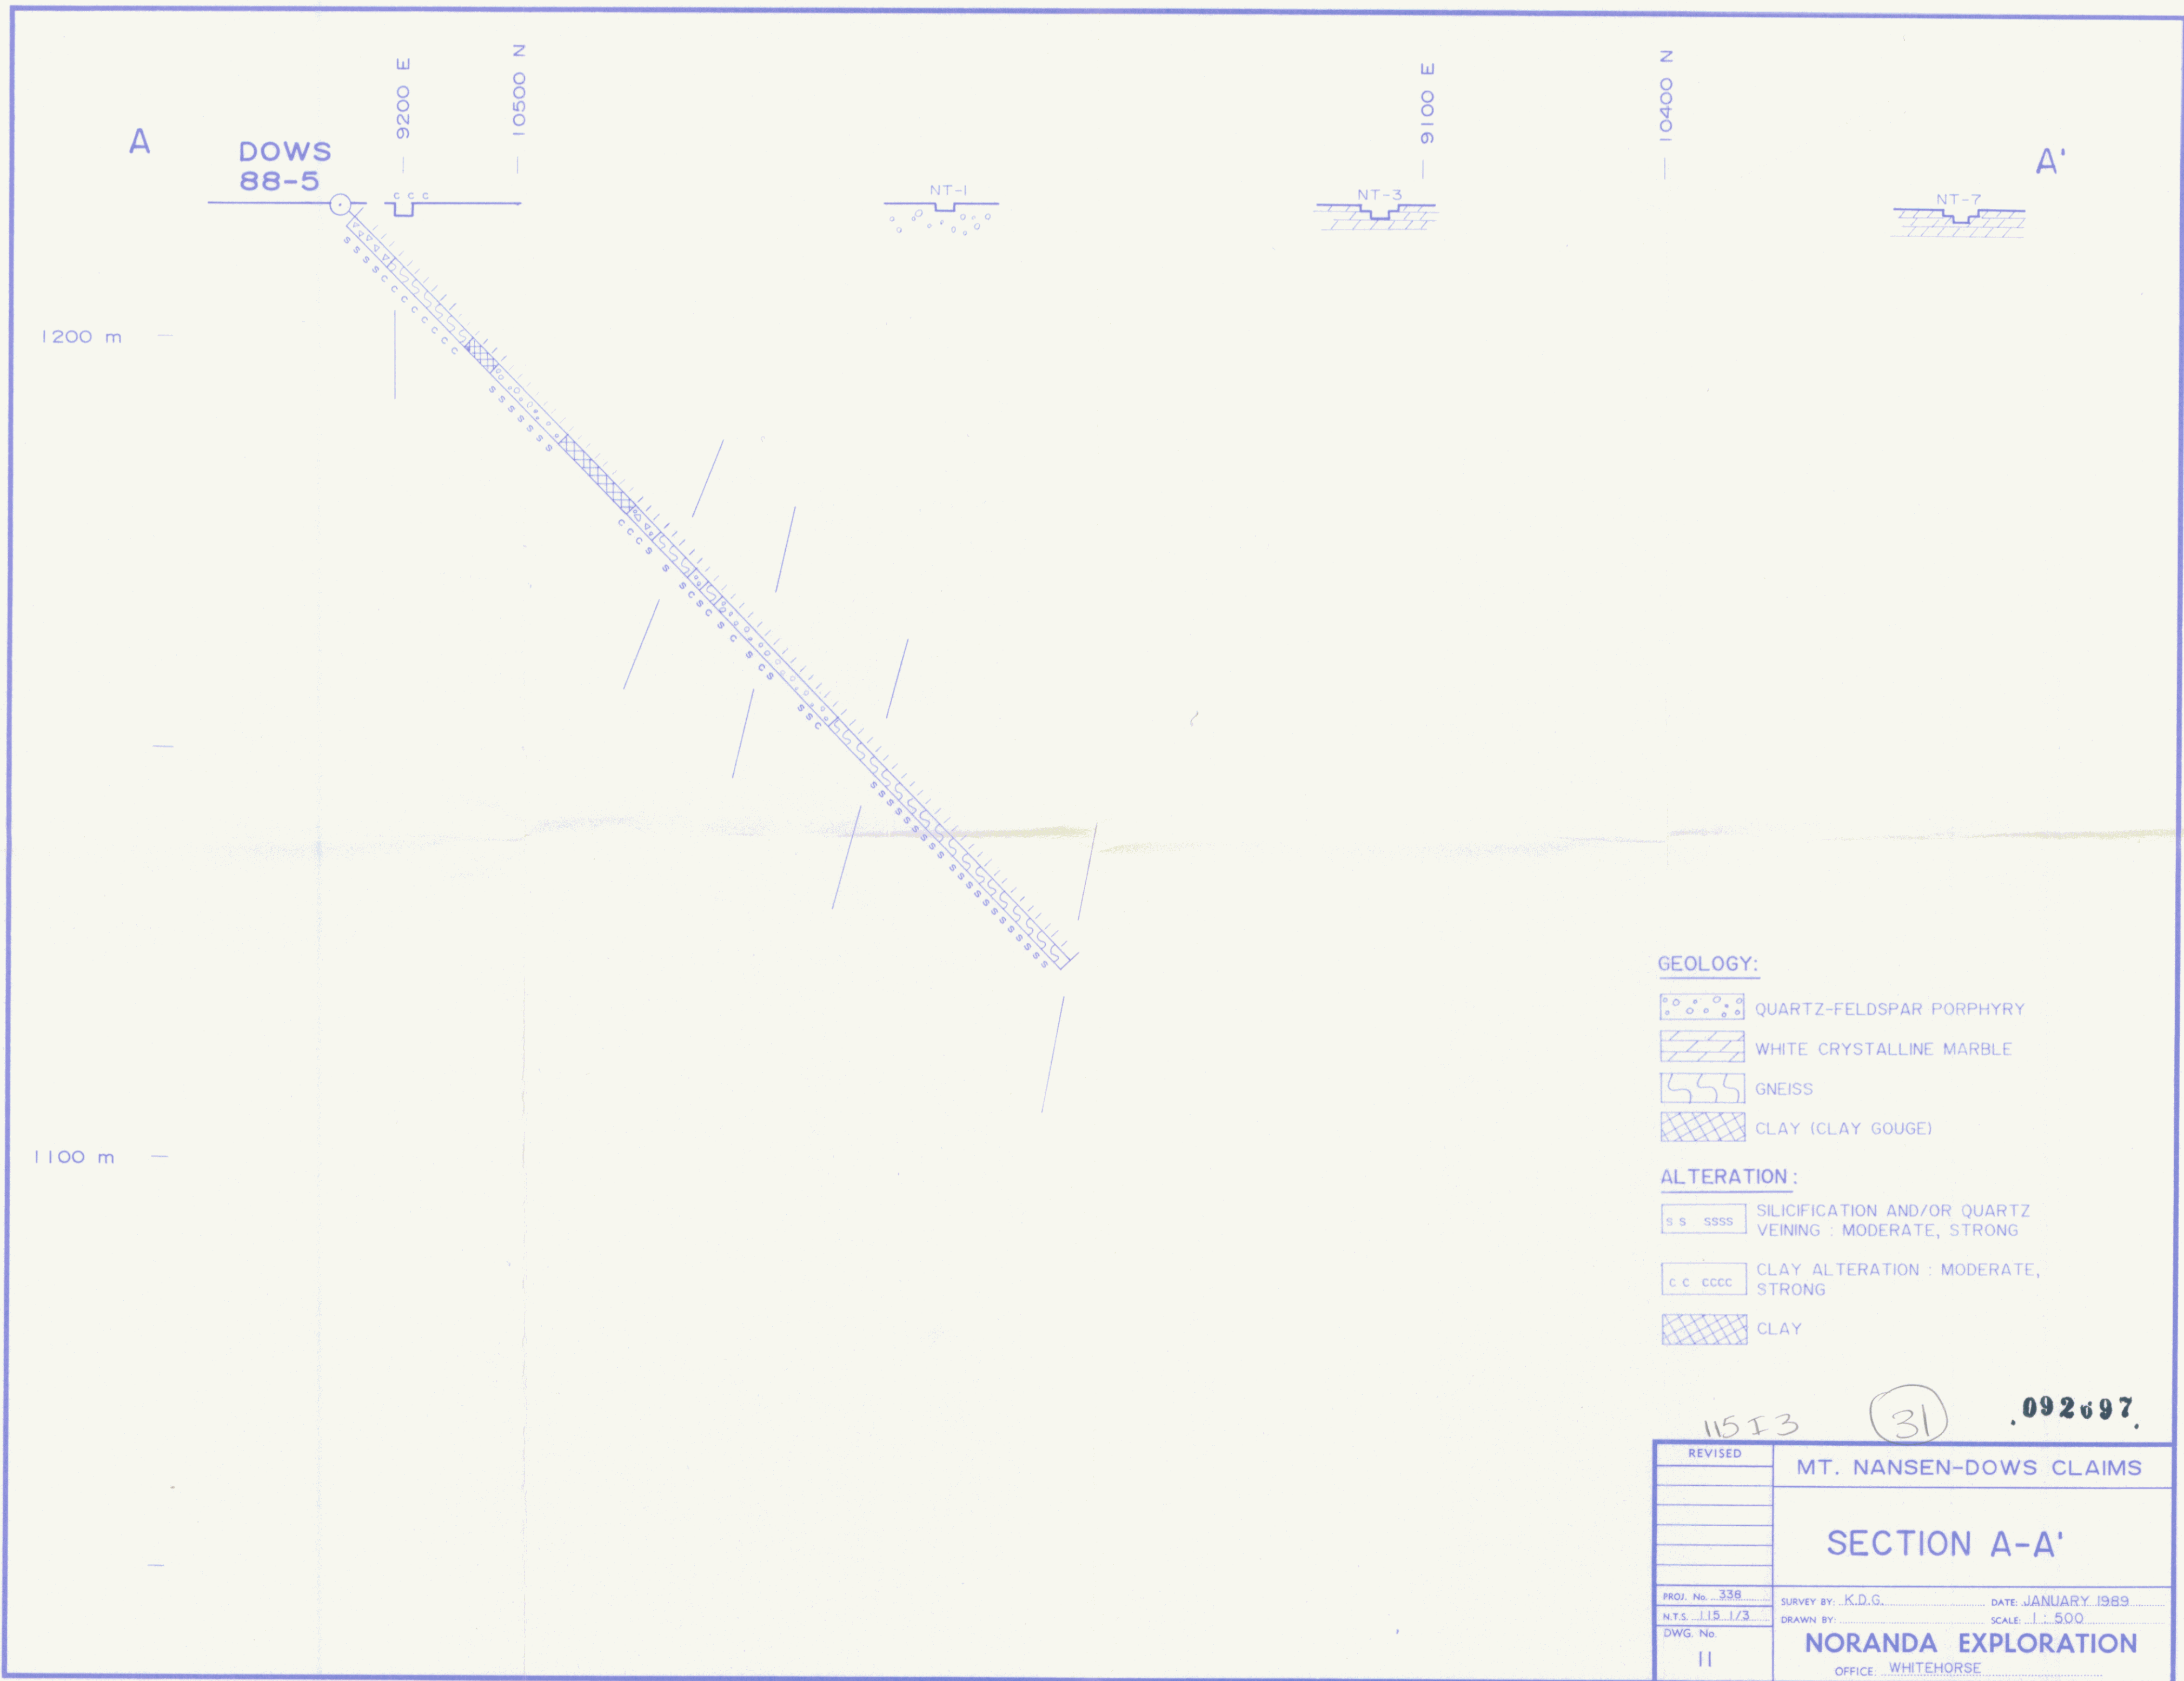 9200 E
10500 N
9100 E
10400 N
A
DOWS
88-5
A'
c c c
NT-1
NT-3
NT-7
1200 m
1100 m
GEOLOGY:
QUARTZ-FELDSPAR PORPHYRY
WHITE CRYSTALLINE MARBLE
GNEISS
CLAY (CLAY GOUGE)
ALTERATION :
s s ssss SILICIFICATION AND/OR QUARTZ
VEINING : MODERATE, STRONG
c c cccc CLAY ALTERATION : MODERATE,
STRONG
CLAY
115 I 3
31
092697
REVISED
MT. NANSEN-DOWS CLAIMS
SECTION A-A'
PROJ. No. 338
N.T.S. 115 I/3
DWG. No.
11
SURVEY BY: K.D.G.
DATE: JANUARY 1989
DRAWN BY:
SCALE: 1 : 500
NORANDA EXPLORATION
OFFICE: WHITEHORSE